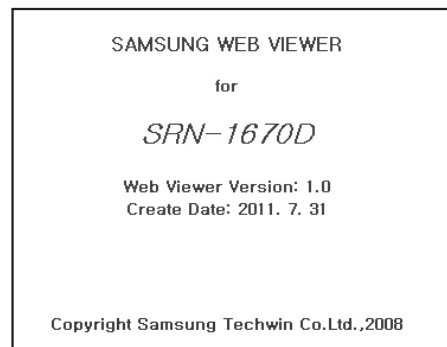 SAMSUNG WEB VIEWER
for
SRN-1670D
Web Viewer Version: 1.0
Create Date: 2011. 7. 31
Copyright Samsung Techwin Co.Ltd.,2008